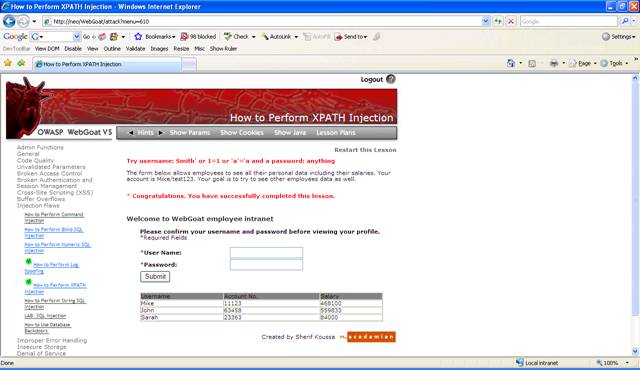 How to Perform XPATH Injection - Windows Internet Explorer
http://neo/WebGoat/attack?menu=610
Google
Google
Go
Bookmarks
98 blocked
Check
AutoLink
AutoFill
Send to
Settings
DevToolBar View DOM Disable View Outline Validate Images Resize Misc Show Ruler
How to Perform XPATH Injection
Page
Tools
Logout ?
How to Perform XPATH Injection
OWASP WebGoat V5
Hints Show Params Show Cookies Show Java Lesson Plans
Admin Functions
General
Code Quality
Unvalidated Parameters
Broken Access Control
Broken Authentication and
Session Management
Cross-Site Scripting (XSS)
Buffer Overflows
Injection Flaws
How to Perform Command
Injection
How to Perform Blind SQL
Injection
How to Perform Numeric SQL
Injection
How to Perform Log
Spoofing
How to Perform XPATH
Injection
How to Perform String SQL
Injection
LAB: SQL Injection
How to Use Database
Backdoors
Improper Error Handling
Insecure Storage
Denial of Service
Restart this Lesson
Try username: Smith' or 1=1 or 'a'='a and a password: anything
The form below allows employees to see all their personal data including their salaries. Your
account is Mike/test123. Your goal is to try to see other employees data as well.
* Congratulations. You have successfully completed this lesson.
Welcome to WebGoat employee intranet
Please confirm your username and password before viewing your profile.
*Required Fields
*User Name:
*Password:
Submit
Username Account No. Salary
Mike 11123 468100
John 63458 559833
Sarah 23363 84000
Created by Sherif Koussa macadamian
Done
Local intranet
100%